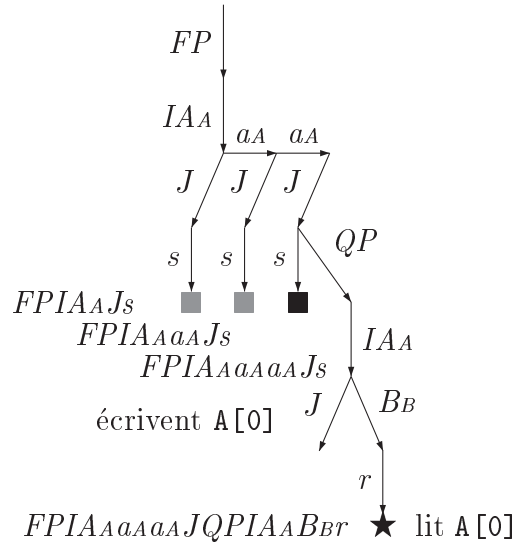 FP
IAA
aA aA
J J J
s s s QP
FPIAAJs
FPIAAaAJs
FPIAAaAaAJs
IAA
J BB
écrivent A[0]
r
FPIAAaAaAJQPIAABBr lit A[0]